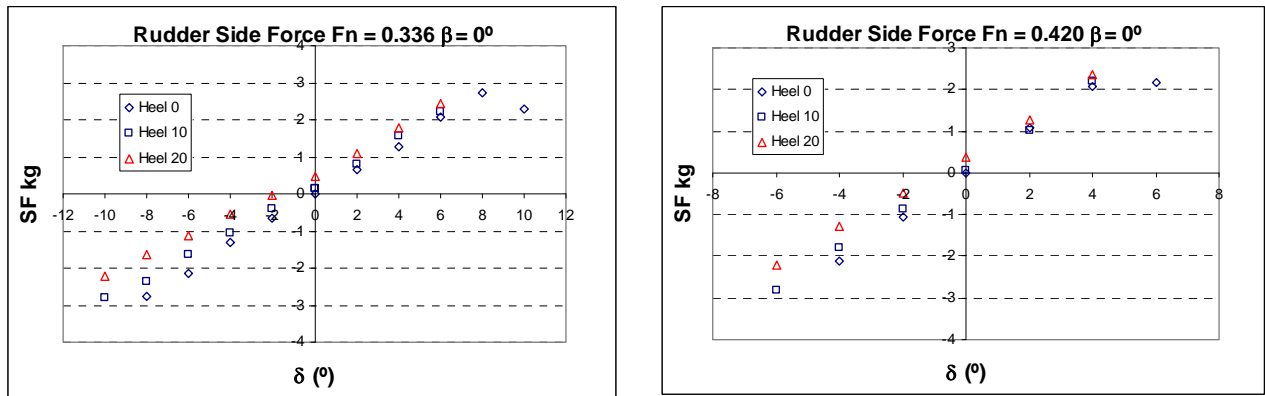 Rudder Side Force Fn = 0.336 β = 0º
4
3
2
1
0
-1
-2
-3
-4
-12 -10 -8 -6 -4 -2 0 2 4 6 8 10 12
SF kg
δ (º)
Heel 0
Heel 10
Heel 20
Rudder Side Force Fn = 0.420 β = 0º
3
2
1
0
-1
-2
-3
-4
-8 -6 -4 -2 0 2 4 6 8
SF kg
δ (º)
Heel 0
Heel 10
Heel 20